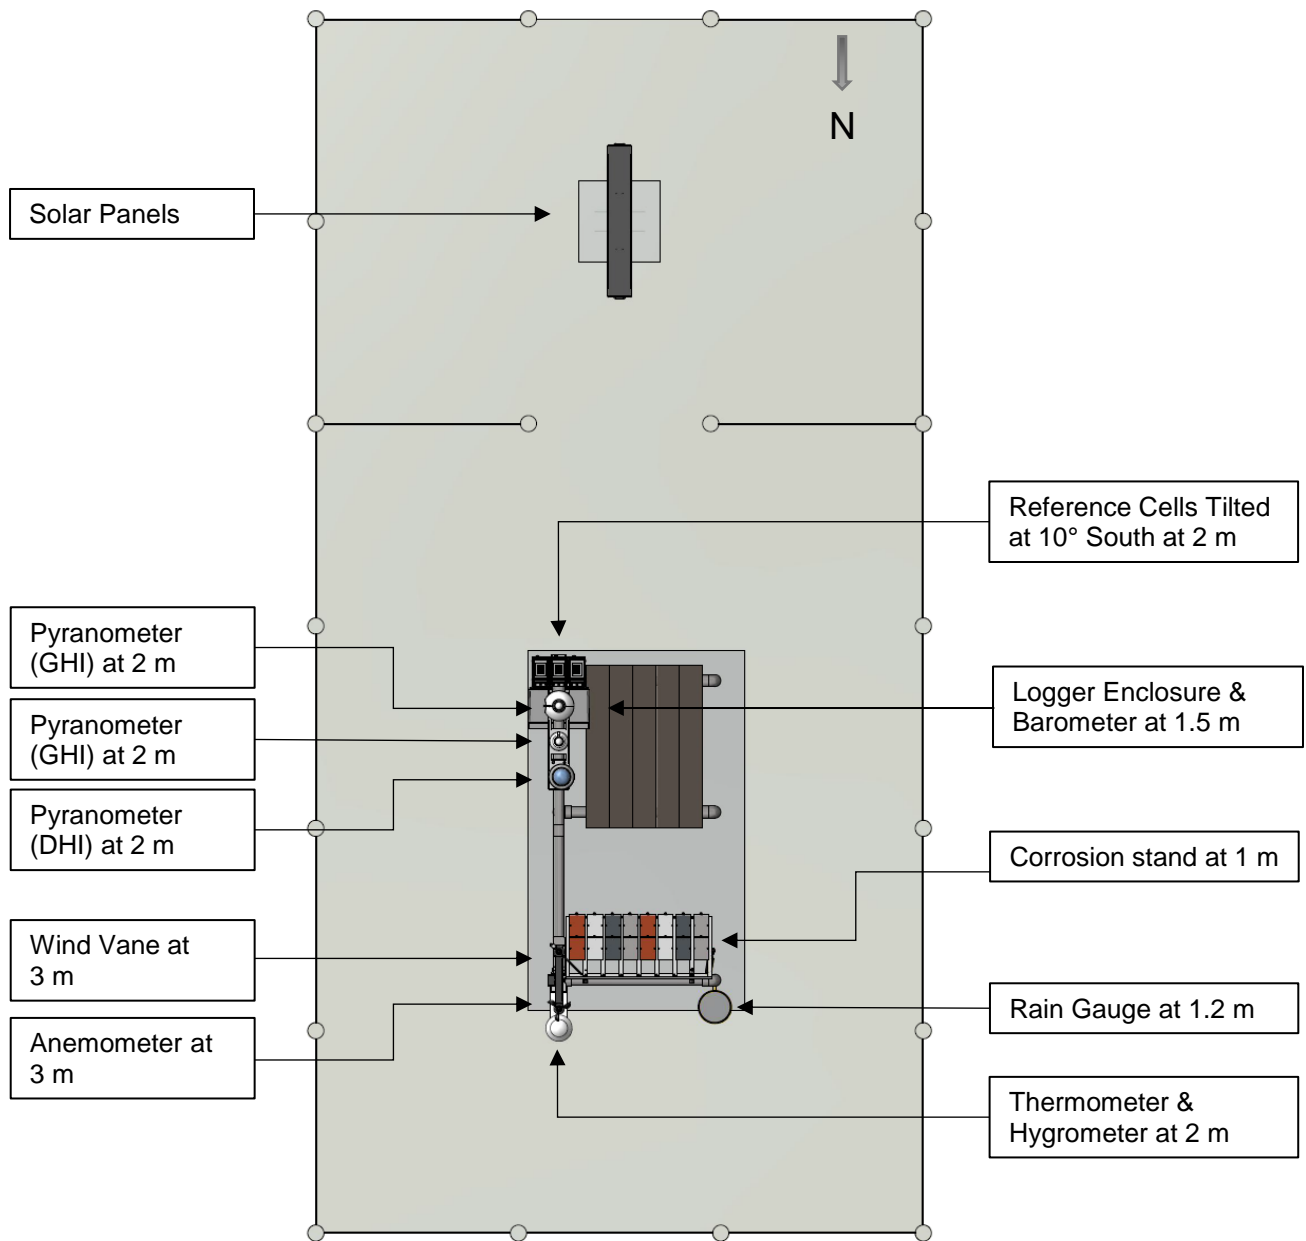 N
Solar Panels
Reference Cells Tilted
at 10° South at 2 m
Pyranometer
(GHI) at 2 m
Logger Enclosure &
Barometer at 1.5 m
Pyranometer
(GHI) at 2 m
Pyranometer
(DHI) at 2 m
Corrosion stand at 1 m
Wind Vane at
3 m
Rain Gauge at 1.2 m
Anemometer at
3 m
Thermometer &
Hygrometer at 2 m